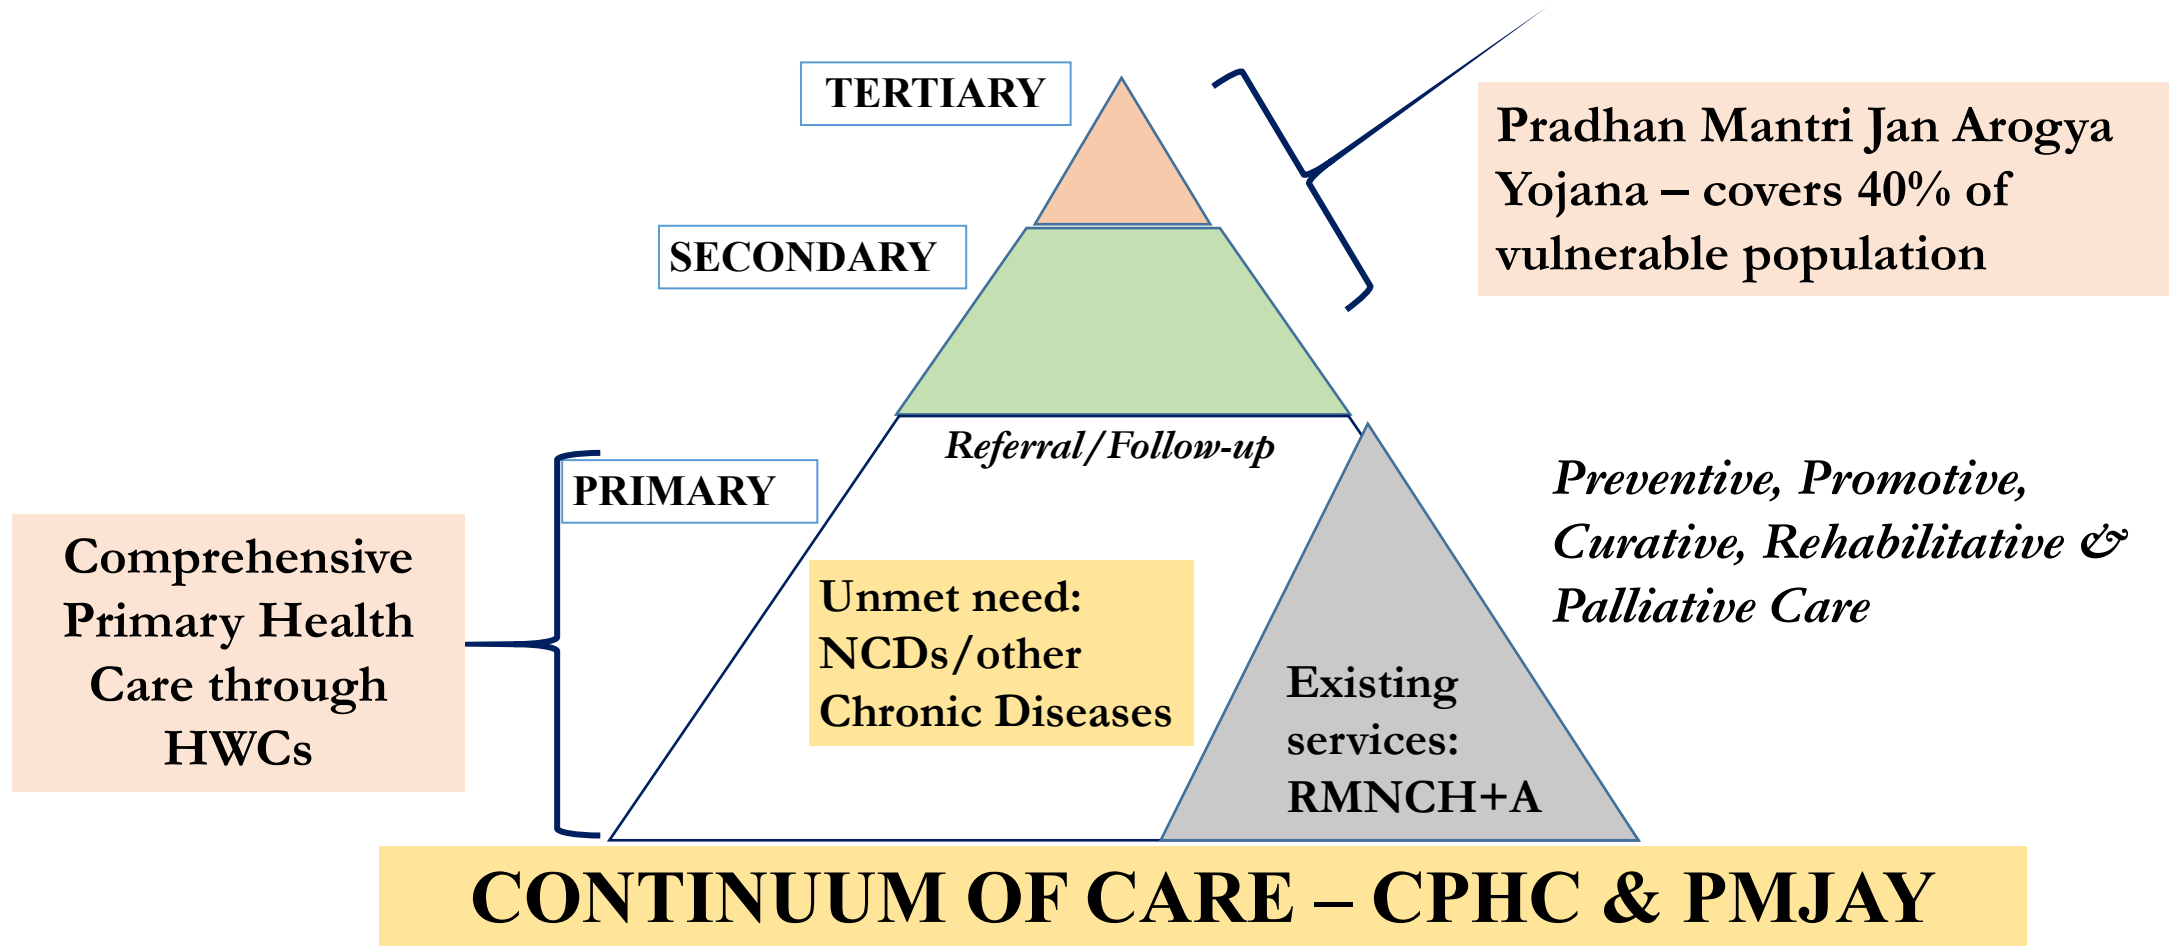 TERTIARY
Pradhan Mantri Jan Arogya
Yojana – covers 40% of
vulnerable population
SECONDARY
Referral/Follow-up
PRIMARY
Preventive, Promotive,
Curative, Rehabilitative &
Palliative Care
Comprehensive
Primary Health
Care through
HWCs
Unmet need:
NCDs/other
Chronic Diseases
Existing
services:
RMNCH+A
CONTINUUM OF CARE – CPHC & PMJAY